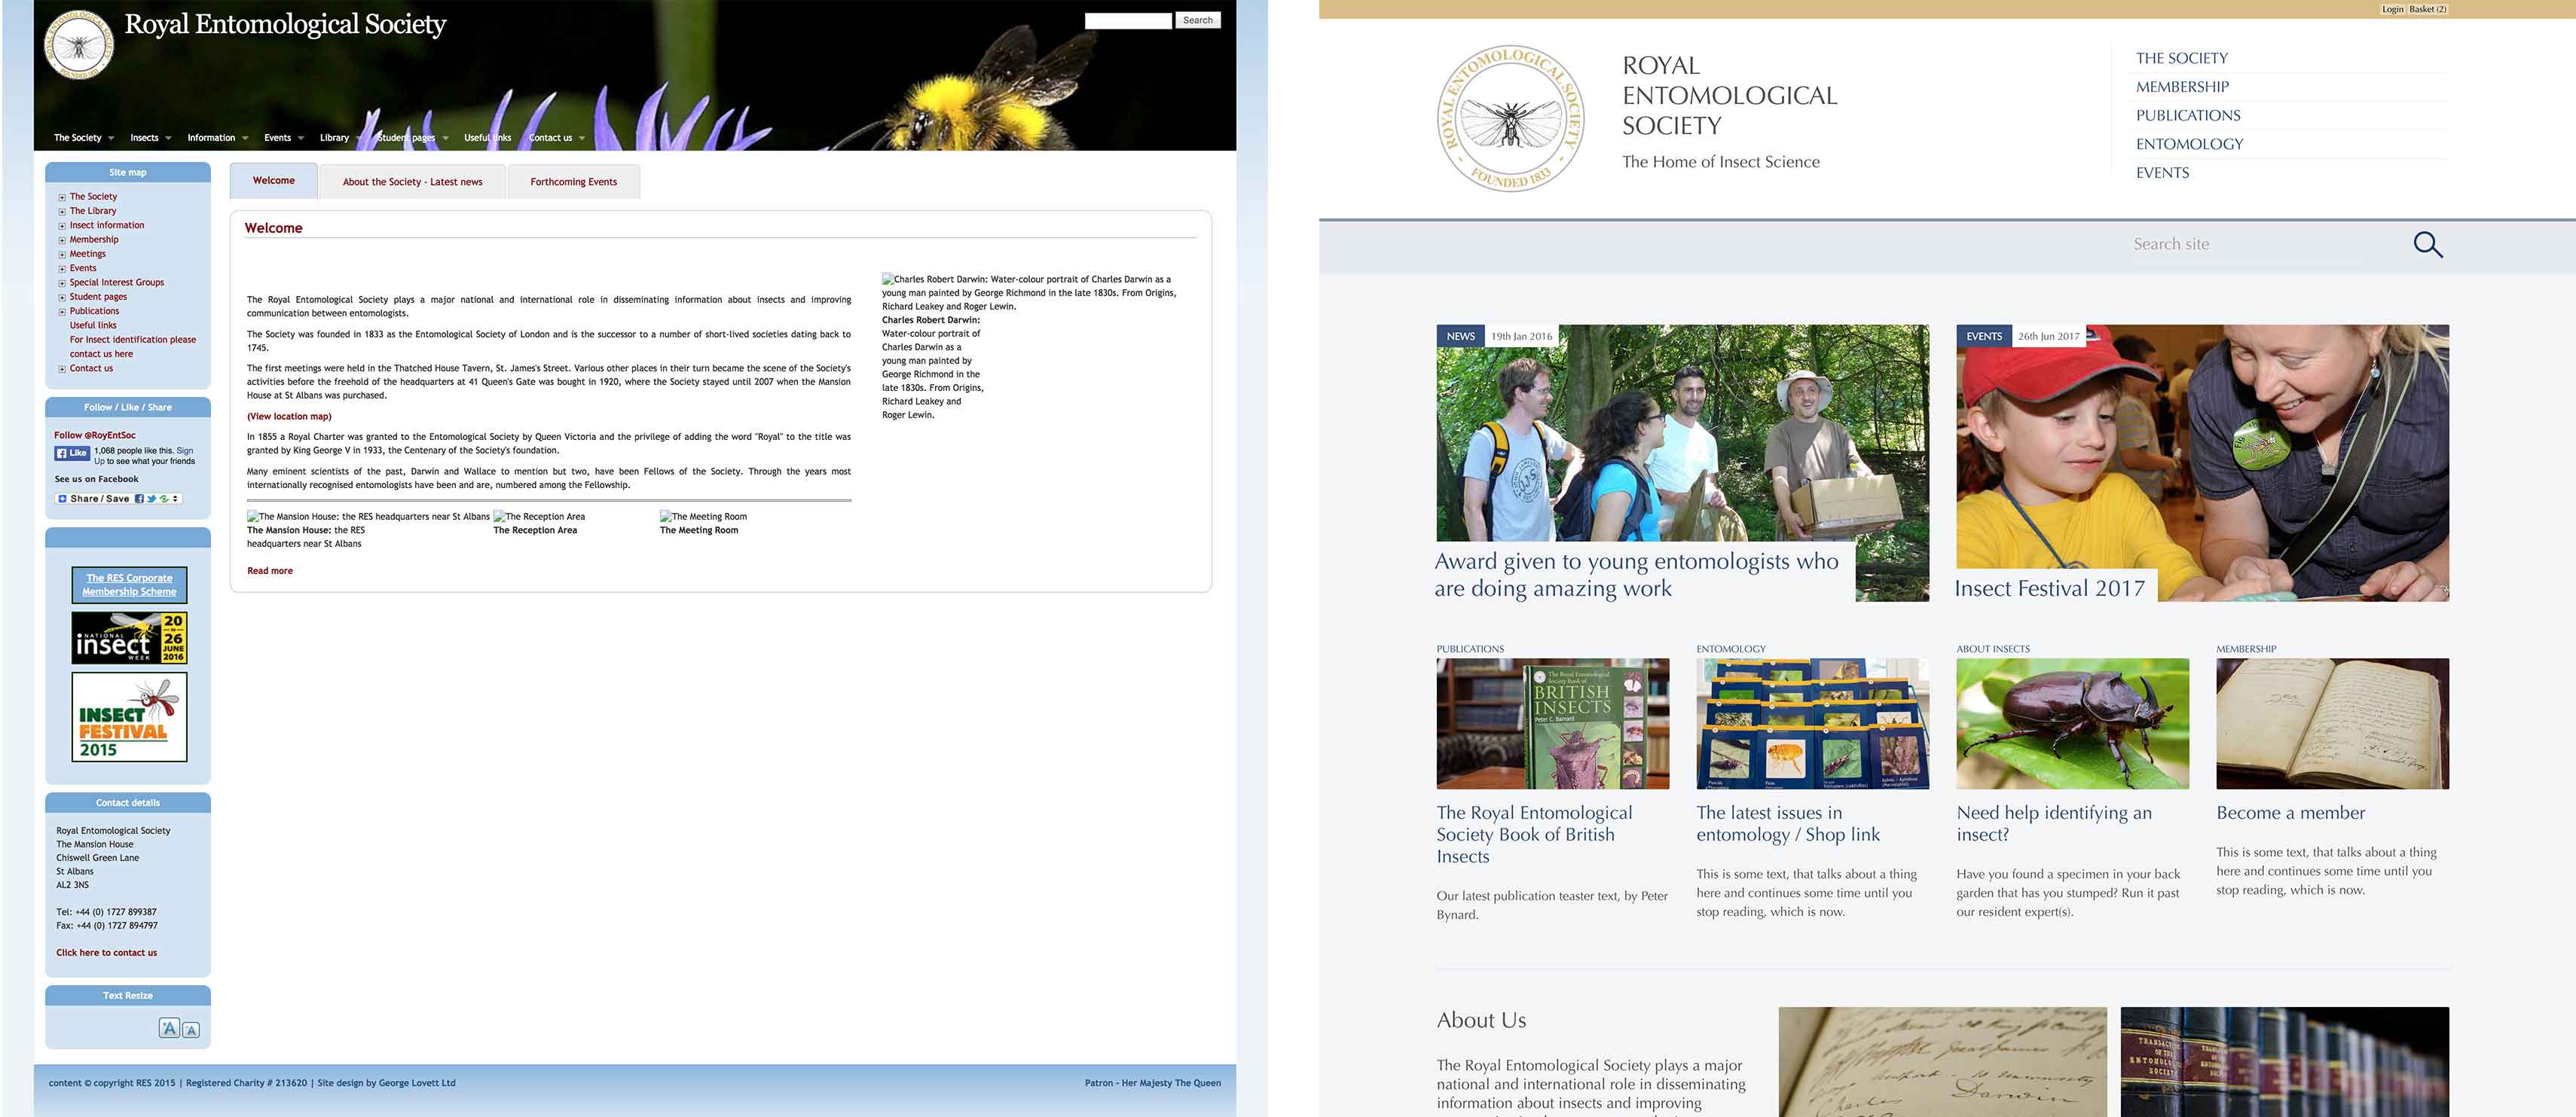 Royal Entomological Society
Search
ROYAL ENTOMOLOGICAL SOCIETY
FOUNDED 1833
The Society
Insects
Information
Events
Library
Student pages
Useful links
Contact us
Site map
The Society
The Library
Insect information
Membership
Meetings
Events
Special Interest Groups
Student pages
Publications
Useful links
For Insect identification please
contact us here
Contact us
Follow / Like / Share
Follow @RoyEntSoc
Like
1,068 people like this. Sign
Up to see what your friends
See us on Facebook
Share / Save
The RES Corporate
Membership Scheme
NATIONAL
insect
WEEK
20
TO
26
JUNE
2016
INSECT
FESTIVAL
2015
Contact details
Royal Entomological Society
The Mansion House
Chiswell Green Lane
St Albans
AL2 3NS
Tel: +44 (0) 1727 899387
Fax: +44 (0) 1727 894797
Click here to contact us
Text Resize
A
A
Welcome
About the Society - Latest news
Forthcoming Events
Welcome
The Royal Entomological Society plays a major national and international role in disseminating information about insects and improving
communication between entomologists.
The Society was founded in 1833 as the Entomological Society of London and is the successor to a number of short-lived societies dating back to
1745.
The first meetings were held in the Thatched House Tavern, St. James's Street. Various other places in their turn became the scene of the Society's
activities before the freehold of the headquarters at 41 Queen's Gate was bought in 1920, where the Society stayed until 2007 when the Mansion
House at St Albans was purchased.
(View location map)
In 1855 a Royal Charter was granted to the Entomological Society by Queen Victoria and the privilege of adding the word "Royal" to the title was
granted by King George V in 1933, the Centenary of the Society's foundation.
Many eminent scientists of the past, Darwin and Wallace to mention but two, have been Fellows of the Society. Through the years most
internationally recognised entomologists have been and are, numbered among the Fellowship.
Charles Robert Darwin: Water-colour portrait of Charles Darwin as a
young man painted by George Richmond in the late 1830s. From Origins,
Richard Leakey and Roger Lewin.
Charles Robert Darwin:
Water-colour portrait of
Charles Darwin as a
young man painted by
George Richmond in the
late 1830s. From Origins,
Richard Leakey and
Roger Lewin.
The Mansion House: the RES headquarters near St Albans
The Mansion House: the RES
headquarters near St Albans
The Reception Area
The Reception Area
The Meeting Room
The Meeting Room
Read more
content © copyright RES 2015 | Registered Charity # 213620 | Site design by George Lovett Ltd
Patron - Her Majesty The Queen
Login
Basket (2)
ROYAL ENTOMOLOGICAL SOCIETY
FOUNDED 1833
ROYAL
ENTOMOLOGICAL
SOCIETY
The Home of Insect Science
THE SOCIETY
MEMBERSHIP
PUBLICATIONS
ENTOMOLOGY
EVENTS
Search site
NEWS
19th Jan 2016
Award given to young entomologists who
are doing amazing work
EVENTS
26th Jun 2017
Insect Festival 2017
PUBLICATIONS
The Royal Entomological
Society Book of
BRITISH
INSECTS
Peter C. Barnard
The Royal Entomological
Society Book of British
Insects
Our latest publication teaster text, by Peter
Bynard.
ENTOMOLOGY
The latest issues in
entomology / Shop link
This is some text, that talks about a thing
here and continues some time until you
stop reading, which is now.
ABOUT INSECTS
Need help identifying an
insect?
Have you found a specimen in your back
garden that has you stumped? Run it past
our resident expert(s).
MEMBERSHIP
Become a member
This is some text, that talks about a thing
here and continues some time until you
stop reading, which is now.
About Us
The Royal Entomological Society plays a major
national and international role in disseminating
information about insects and improving
Charles Darwin
TRANSACTIONS
OF THE
ENTOMOLOGICAL
SOCIETY